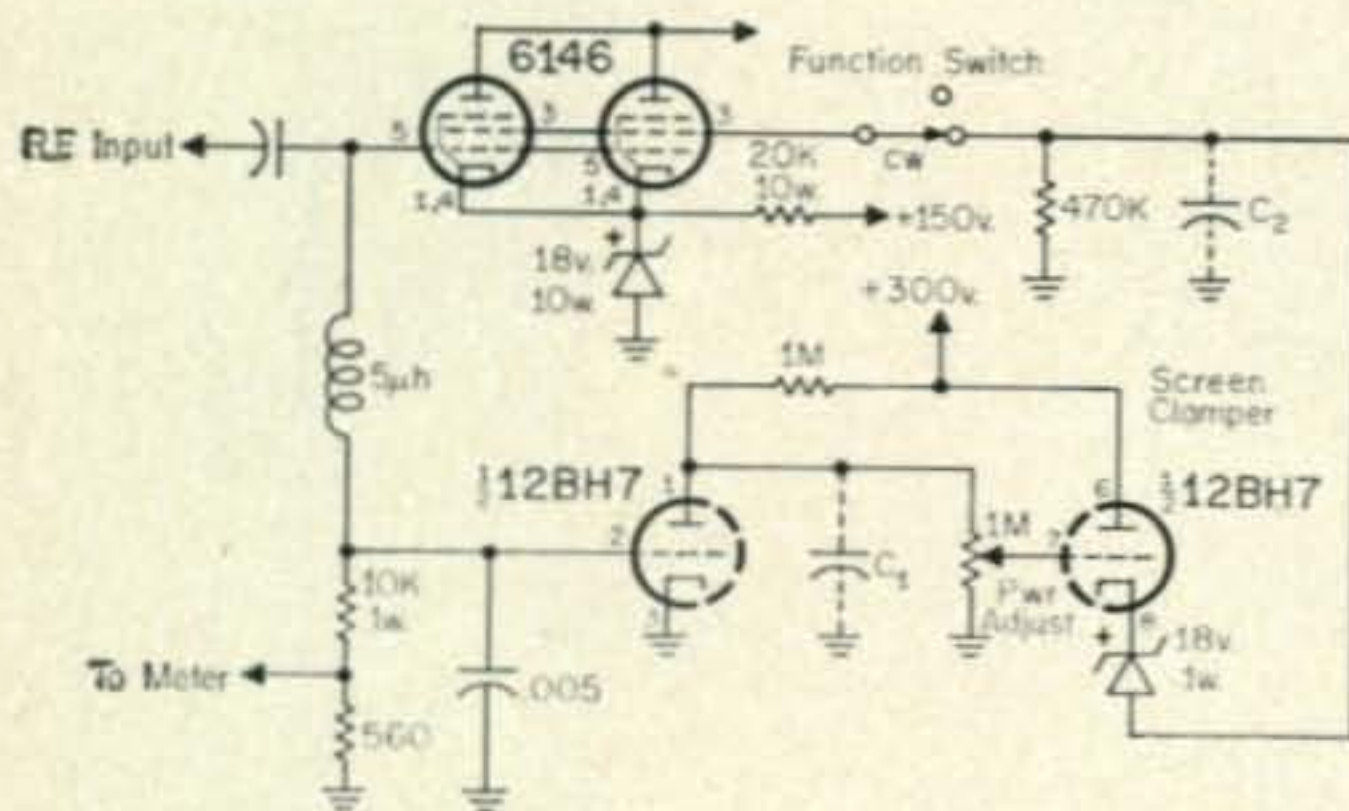 6146
Function Switch
RF Input
5
3
5
3
1,4
1,4
CW
20K
10w.
+150v.
470K
C2
+
18v.
10w.
+300v.
5µh
1M
Screen
Clamper
½12BH7
1
2
3
C1
1M
Pwr
Adjust
6
7
8
½12BH7
+
18v.
1w.
10K
1w.
To Meter
560
.005